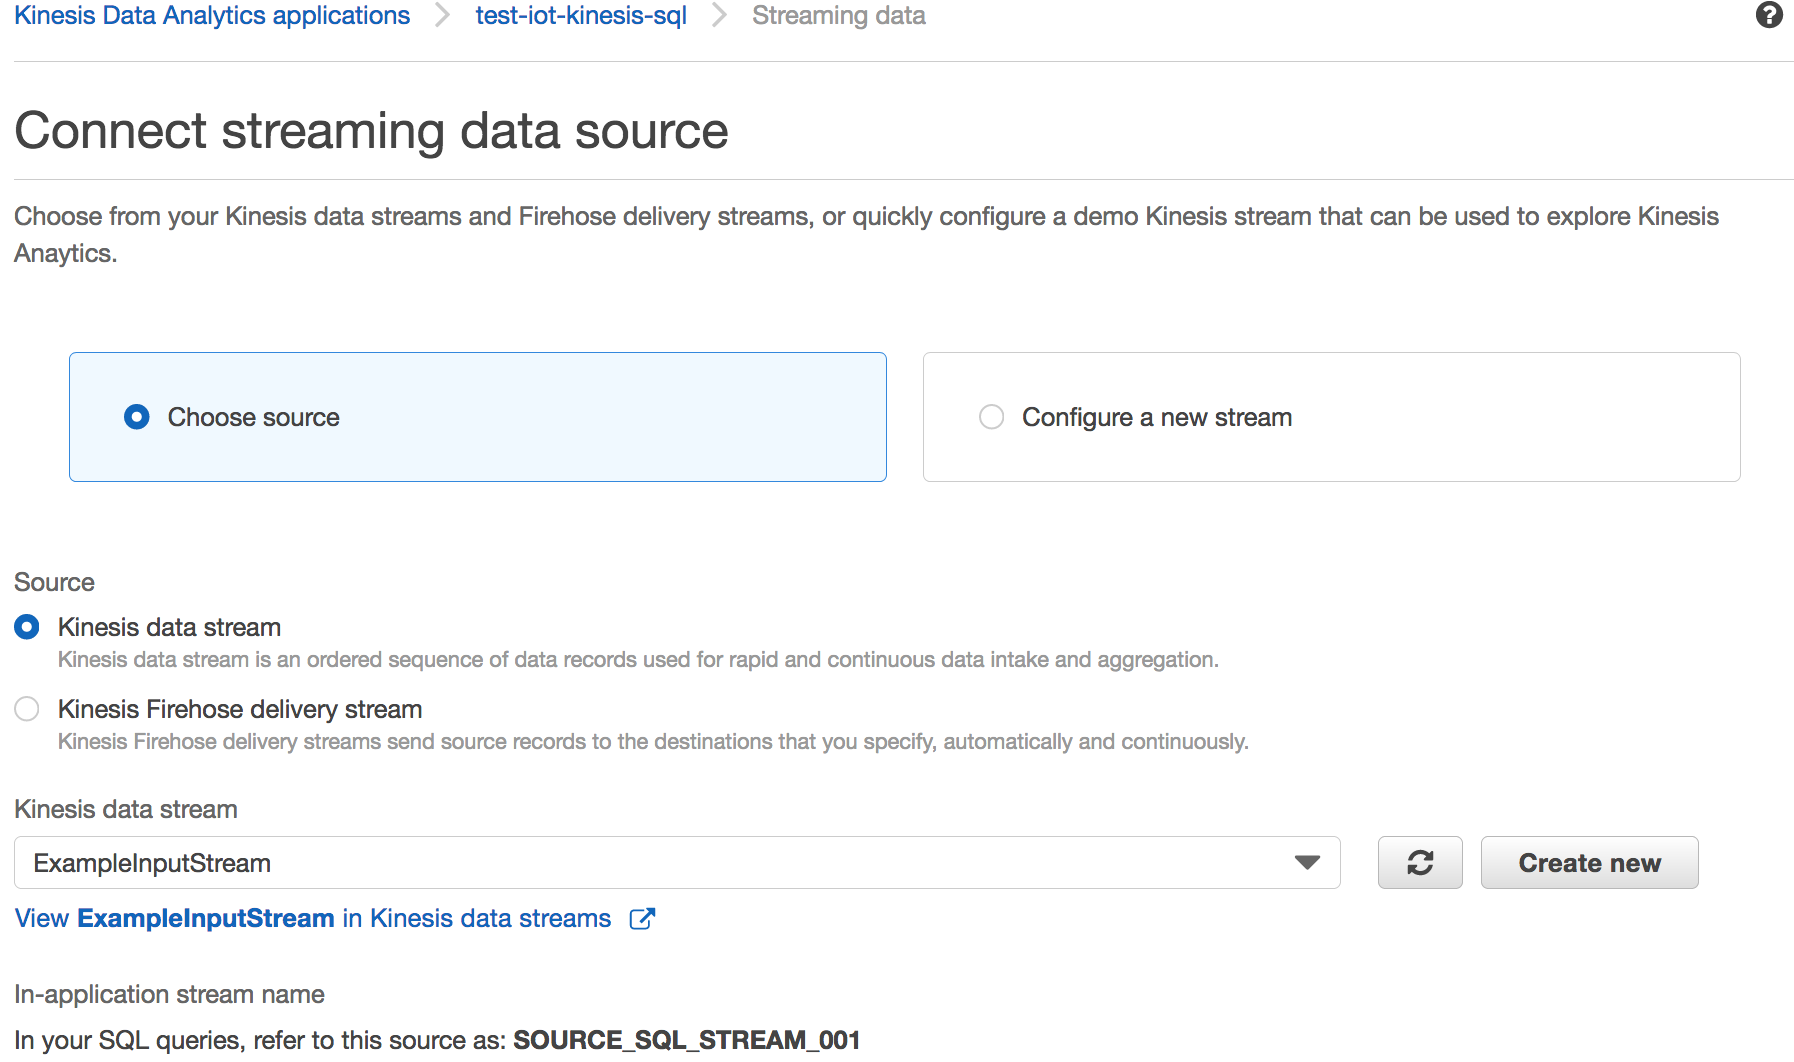 Kinesis Data Analytics applications > test-iot-kinesis-sql > Streaming data
Connect streaming data source
Choose from your Kinesis data streams and Firehose delivery streams, or quickly configure a demo Kinesis stream that can be used to explore Kinesis
Anaytics.
Choose source
Configure a new stream
Source
Kinesis data stream
Kinesis data stream is an ordered sequence of data records used for rapid and continuous data intake and aggregation.
Kinesis Firehose delivery stream
Kinesis Firehose delivery streams send source records to the destinations that you specify, automatically and continuously.
Kinesis data stream
ExampleInputStream
Create new
View ExampleInputStream in Kinesis data streams
In-application stream name
In your SQL queries, refer to this source as: SOURCE_SQL_STREAM_001